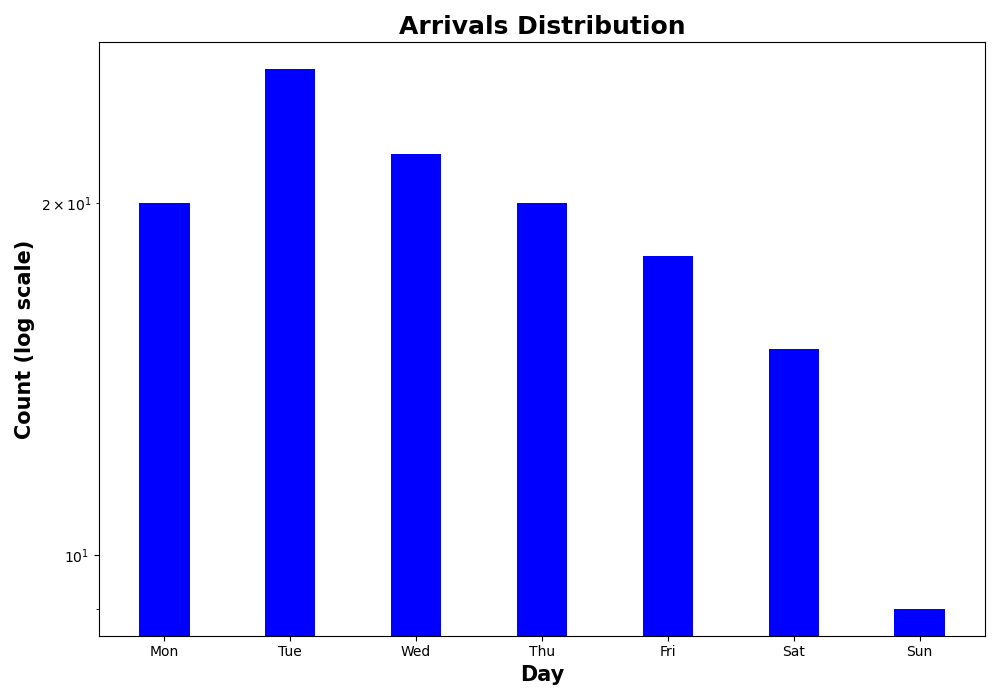 Arrivals Distribution
Count (log scale)
2 × 10¹
10¹
Mon Tue Wed Thu Fri Sat Sun
Day